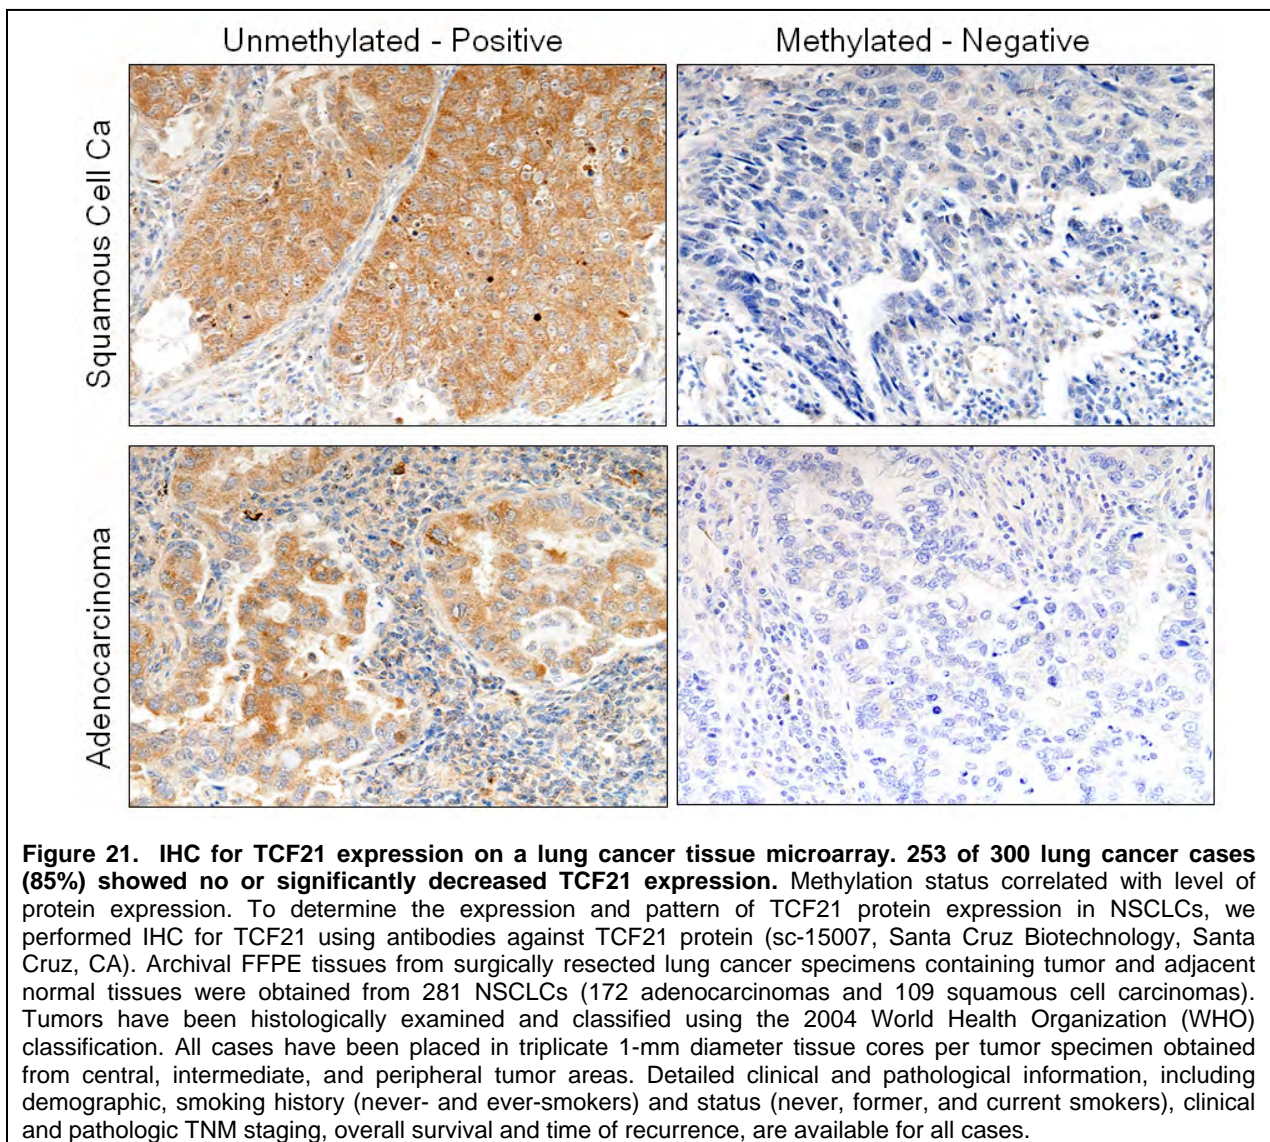 Unmethylated - Positive
Methylated - Negative
Squamous Cell Ca
Adenocarcinoma
Figure 21. IHC for TCF21 expression on a lung cancer tissue microarray. 253 of 300 lung cancer cases
(85%) showed no or significantly decreased TCF21 expression. Methylation status correlated with level of
protein expression. To determine the expression and pattern of TCF21 protein expression in NSCLCs, we
performed IHC for TCF21 using antibodies against TCF21 protein (sc-15007, Santa Cruz Biotechnology, Santa
Cruz, CA). Archival FFPE tissues from surgically resected lung cancer specimens containing tumor and adjacent
normal tissues were obtained from 281 NSCLCs (172 adenocarcinomas and 109 squamous cell carcinomas).
Tumors have been histologically examined and classified using the 2004 World Health Organization (WHO)
classification. All cases have been placed in triplicate 1-mm diameter tissue cores per tumor specimen obtained
from central, intermediate, and peripheral tumor areas. Detailed clinical and pathological information, including
demographic, smoking history (never- and ever-smokers) and status (never, former, and current smokers), clinical
and pathologic TNM staging, overall survival and time of recurrence, are available for all cases.